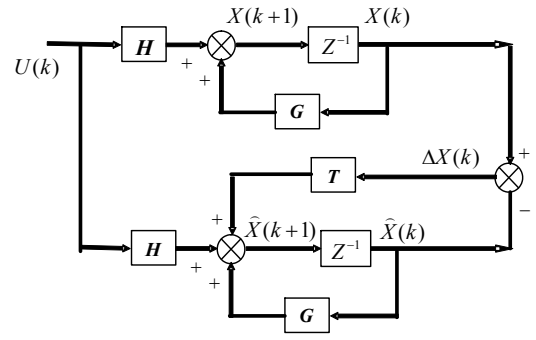 X(k+1) X(k)
U(k) H + + Z⁻¹
G
ΔX(k) +
T
−
+ X̂(k+1) X̂(k)
H + + Z⁻¹
G